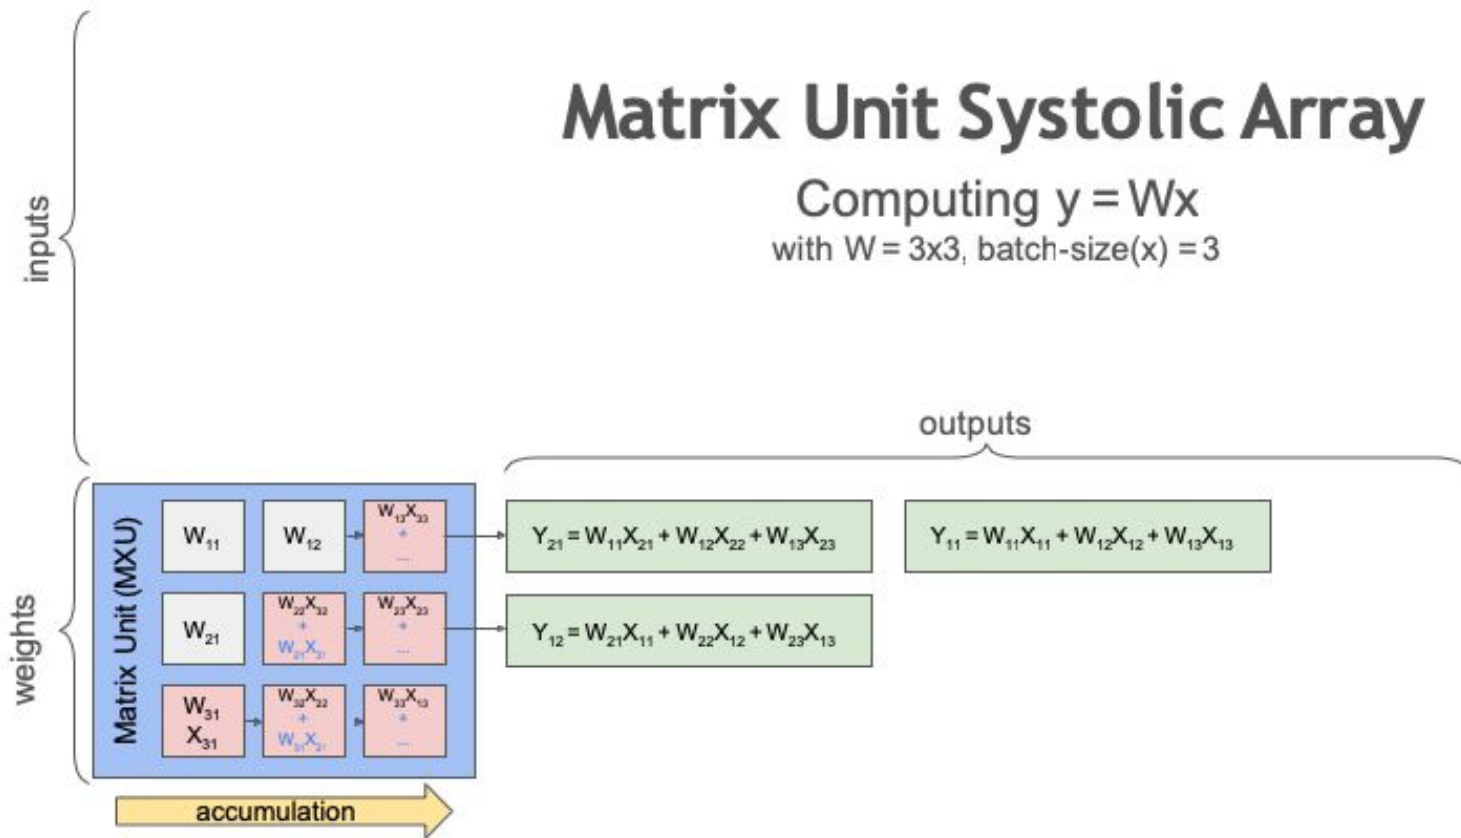 Matrix Unit Systolic Array
Computing y = Wx
with W = 3x3, batch-size(x) = 3
inputs
outputs
weights
Matrix Unit (MXU)
W₁₁
W₁₂
W₁₃X₃₃
+
...
Y₂₁ = W₁₁X₂₁ + W₁₂X₂₂ + W₁₃X₂₃
Y₁₁ = W₁₁X₁₁ + W₁₂X₁₂ + W₁₃X₁₃
W₂₁
W₂₂X₃₂
+
W₂₁X₃₁
W₂₃X₂₃
+
...
Y₁₂ = W₂₁X₁₁ + W₂₂X₁₂ + W₂₃X₁₃
W₃₁
X₃₁
W₃₂X₂₂
+
W₃₁X₂₁
W₃₃X₁₃
+
...
accumulation